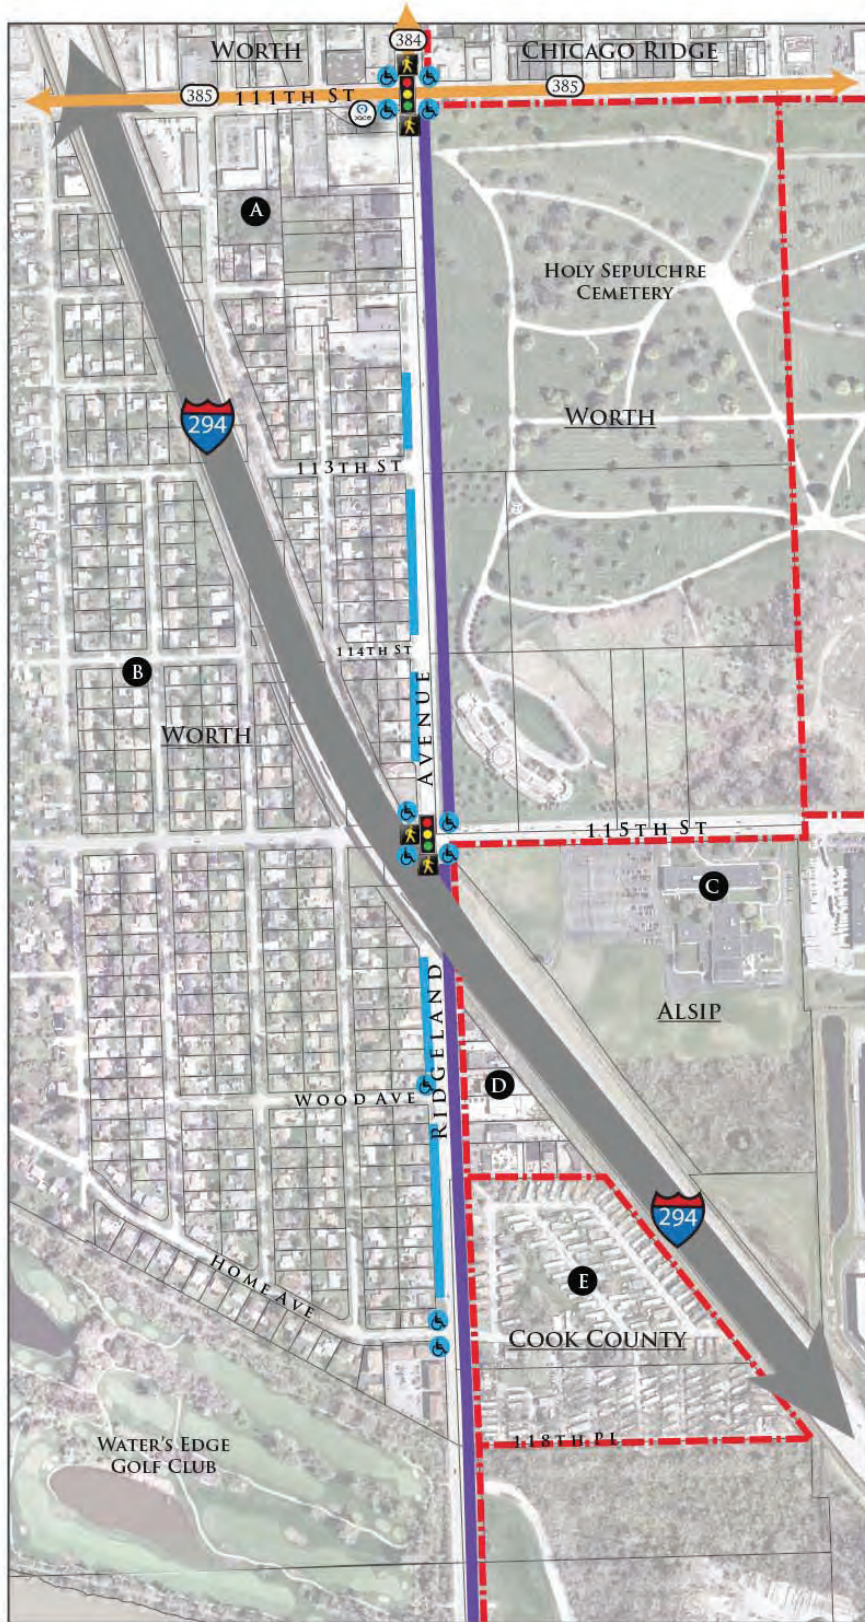 WORTH
384
CHICAGO RIDGE
385
111TH ST
385
pace
A
HOLY SEPULCHRE
CEMETERY
294
WORTH
113TH ST
114TH ST
B
WORTH
AVENUE
115TH ST
C
RIDGELAND
ALSIP
D
WOOD AVE
294
HOME AVE
E
COOK COUNTY
WATER'S EDGE
GOLF CLUB
118TH PL